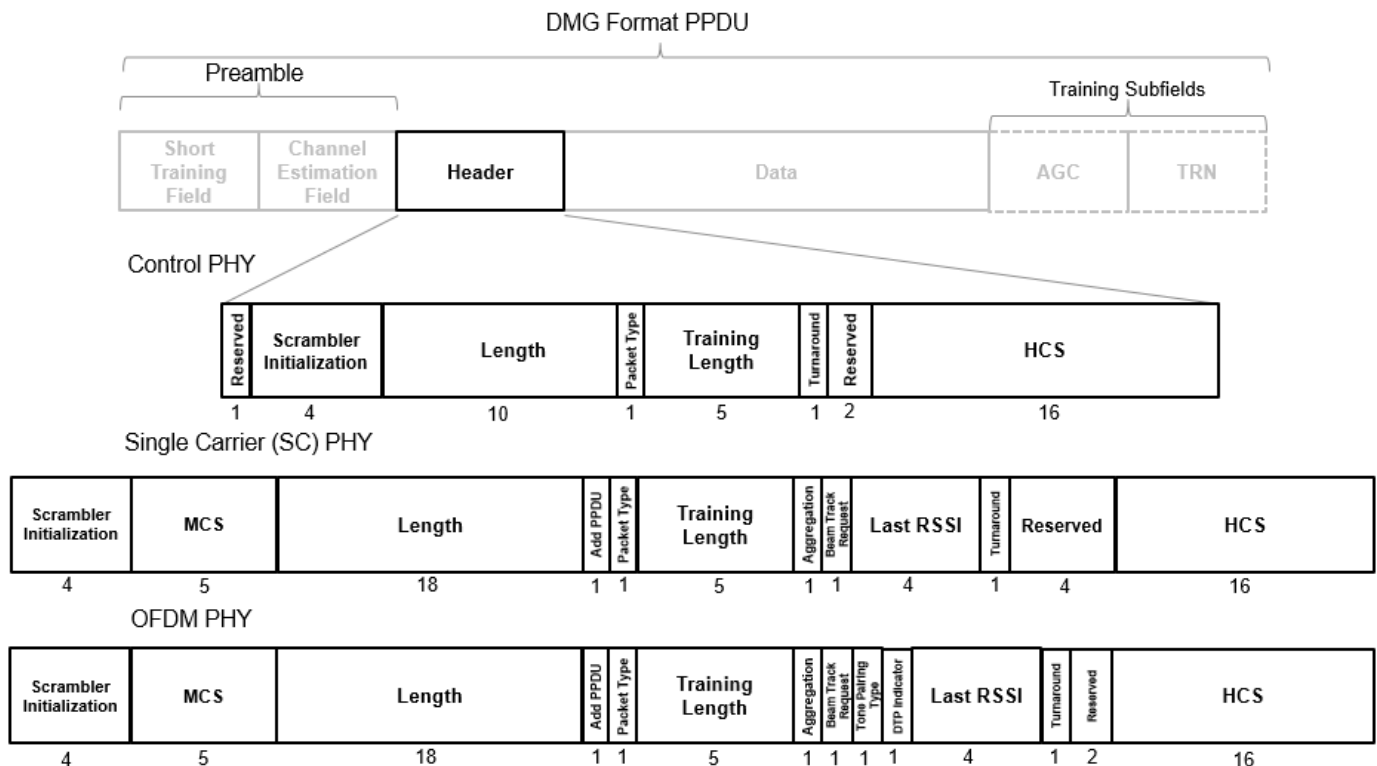 DMG Format PPDU
Preamble
Training Subfields
Short
Training
Field
Channel
Estimation
Field
Header
Data
AGC
TRN
Control PHY
Reserved
Scrambler
Initialization
Length
Packet Type
Training
Length
Turnaround
Reserved
HCS
1 4 10 1 5 1 2 16
Single Carrier (SC) PHY
Scrambler
Initialization
MCS
Length
Add PPDU
Packet Type
Training
Length
Aggregation
Beam Track
Request
Last RSSI
Turnaround
Reserved
HCS
4 5 18 1 1 5 1 1 4 1 4 16
OFDM PHY
Scrambler
Initialization
MCS
Length
Add PPDU
Packet Type
Training
Length
Aggregation
Beam Track
Request
Tone Pairing
Type
DTP Indicator
Last RSSI
Turnaround
Reserved
HCS
4 5 18 1 1 5 1 1 1 1 4 1 2 16